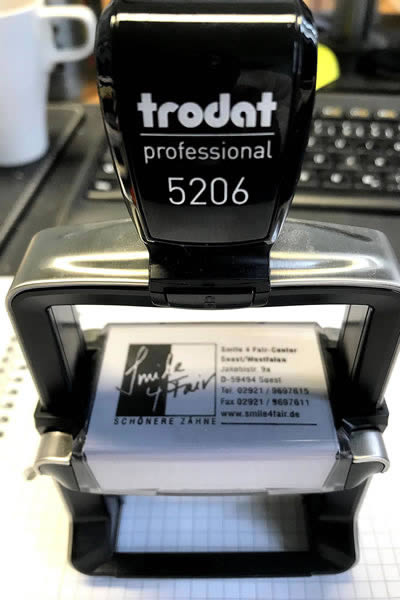 trodat
professional
5206
Smile
4 Fair
SCHÖNERE ZÄHNE
Smile 4 Fair-Center
Soest/Westfalen
Jakobistr. 9a
D-59494 Soest
Tel. 02921 / 9697615
Fax 02921 / 9697611
www.smile4fair.de